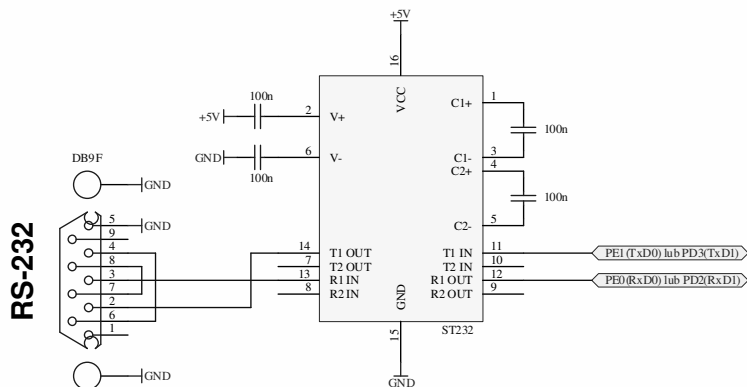 +5V
16
VCC
100n
+5V
2
V+
C1+
1
100n
GND
6
V-
100n
C1-
3
C2+
4
100n
C2-
5
DB9F
GND
RS-232
5
GND
9
4
8
3
7
2
6
1
GND
14
T1 OUT
7
T2 OUT
13
R1 IN
8
R2 IN
T1 IN
11
PE1(TxD0) lub PD3(TxD1)
T2 IN
10
R1 OUT
12
PE0(RxD0) lub PD2(RxD1)
R2 OUT
9
GND
15
ST232
GND